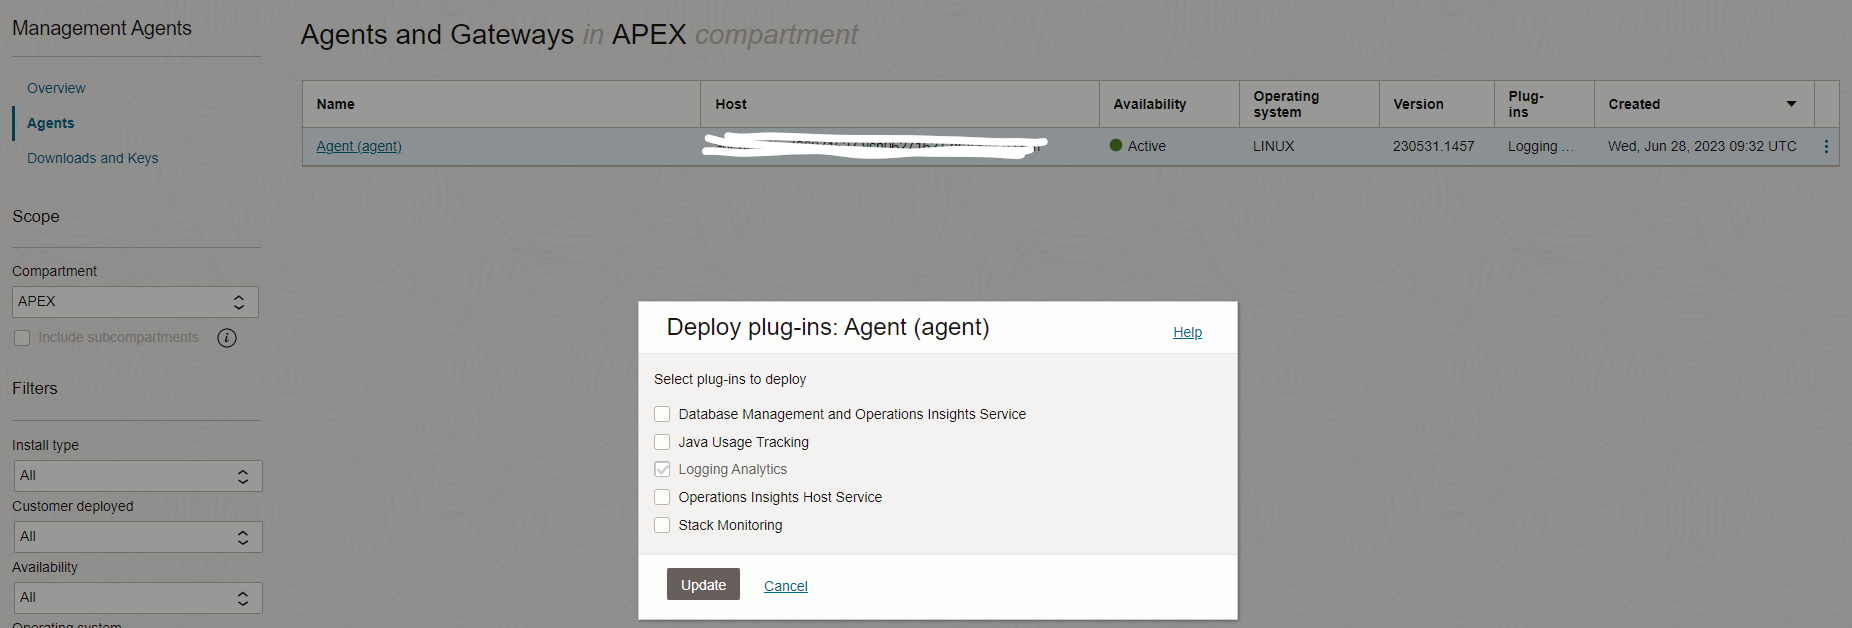 Management Agents
Overview
Agents
Downloads and Keys
Scope
Compartment
APEX
Include subcompartments
Filters
Install type
All
Customer deployed
All
Availability
All
Operating system
Agents and Gateways in APEX compartment
Name Host Availability Operating system Version Plug-ins Created
Agent (agent) Active LINUX 230531.1457 Logging ... Wed, Jun 28, 2023 09:32 UTC
Deploy plug-ins: Agent (agent)
Help
Select plug-ins to deploy
Database Management and Operations Insights Service
Java Usage Tracking
Logging Analytics
Operations Insights Host Service
Stack Monitoring
Update Cancel